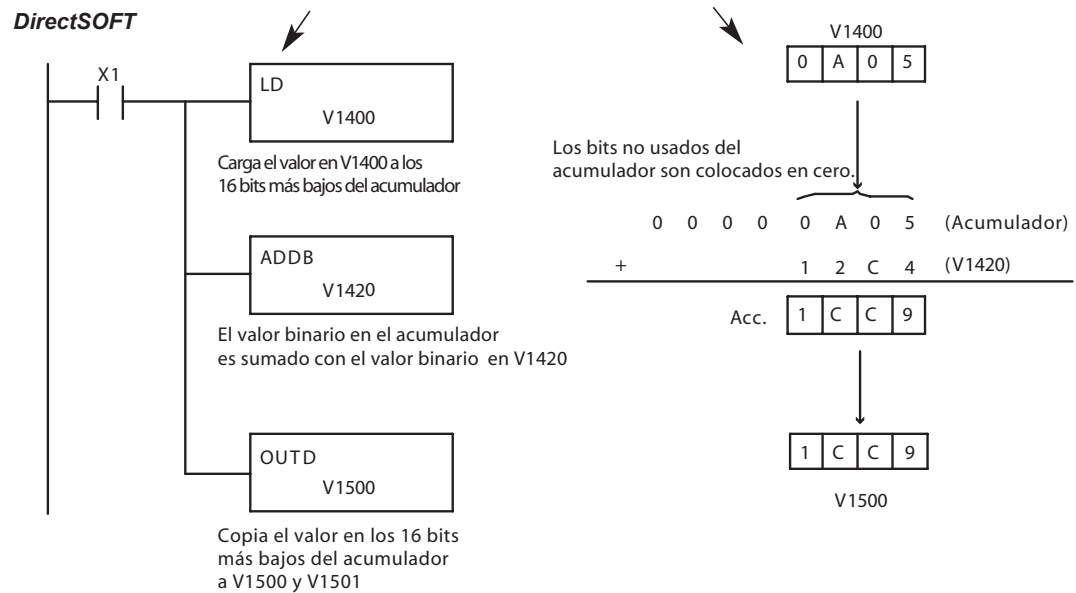 DirectSOFT
X1
LD
V1400
Carga el valor en V1400 a los
16 bits más bajos del acumulador
ADDB
V1420
El valor binario en el acumulador
es sumado con el valor binario en V1420
OUTD
V1500
Copia el valor en los 16 bits
más bajos del acumulador
a V1500 y V1501
V1400
0 A 0 5
Los bits no usados del
acumulador son colocados en cero.
0 0 0 0 0 A 0 5 (Acumulador)
+ 1 2 C 4 (V1420)
Acc. 1 C C 9
1 C C 9
V1500